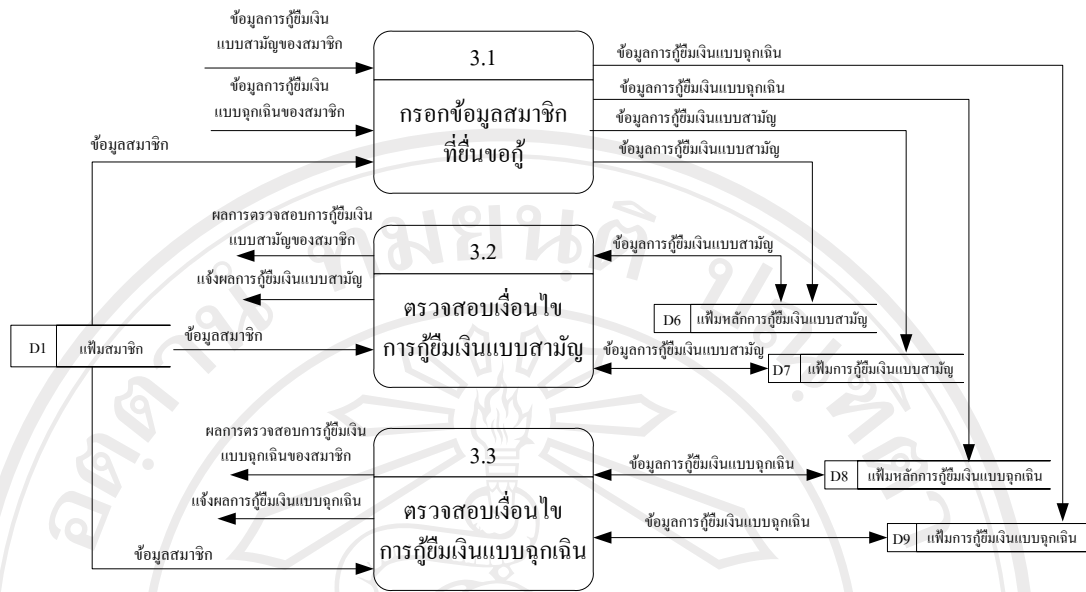 ข้อมูลการกู้ยืมเงิน
แบบสามัญของสมาชิก
ข้อมูลการกู้ยืมเงิน
แบบฉุกเฉินของสมาชิก
ข้อมูลสมาชิก
3.1
กรอกข้อมูลสมาชิก
ที่ยื่นขอกู้
ข้อมูลการกู้ยืมเงินแบบฉุกเฉิน
ข้อมูลการกู้ยืมเงินแบบฉุกเฉิน
ข้อมูลการกู้ยืมเงินแบบสามัญ
ข้อมูลการกู้ยืมเงินแบบสามัญ
ผลการตรวจสอบการกู้ยืมเงิน
แบบสามัญของสมาชิก
แจ้งผลการกู้ยืมเงินแบบสามัญ
ข้อมูลสมาชิก
3.2
ตรวจสอบเงื่อนไข
การกู้ยืมเงินแบบสามัญ
ข้อมูลการกู้ยืมเงินแบบสามัญ
D6 แฟ้มหลักการกู้ยืมเงินแบบสามัญ
ข้อมูลการกู้ยืมเงินแบบสามัญ
D7 แฟ้มการกู้ยืมเงินแบบสามัญ
D1 แฟ้มสมาชิก
ผลการตรวจสอบการกู้ยืมเงิน
แบบฉุกเฉินของสมาชิก
แจ้งผลการกู้ยืมเงินแบบฉุกเฉิน
ข้อมูลสมาชิก
3.3
ตรวจสอบเงื่อนไข
การกู้ยืมเงินแบบฉุกเฉิน
ข้อมูลการกู้ยืมเงินแบบฉุกเฉิน
D8 แฟ้มหลักการกู้ยืมเงินแบบฉุกเฉิน
ข้อมูลการกู้ยืมเงินแบบฉุกเฉิน
D9 แฟ้มการกู้ยืมเงินแบบฉุกเฉิน
อตฺตานํ ทมยนฺติ ปณฺฑิตา